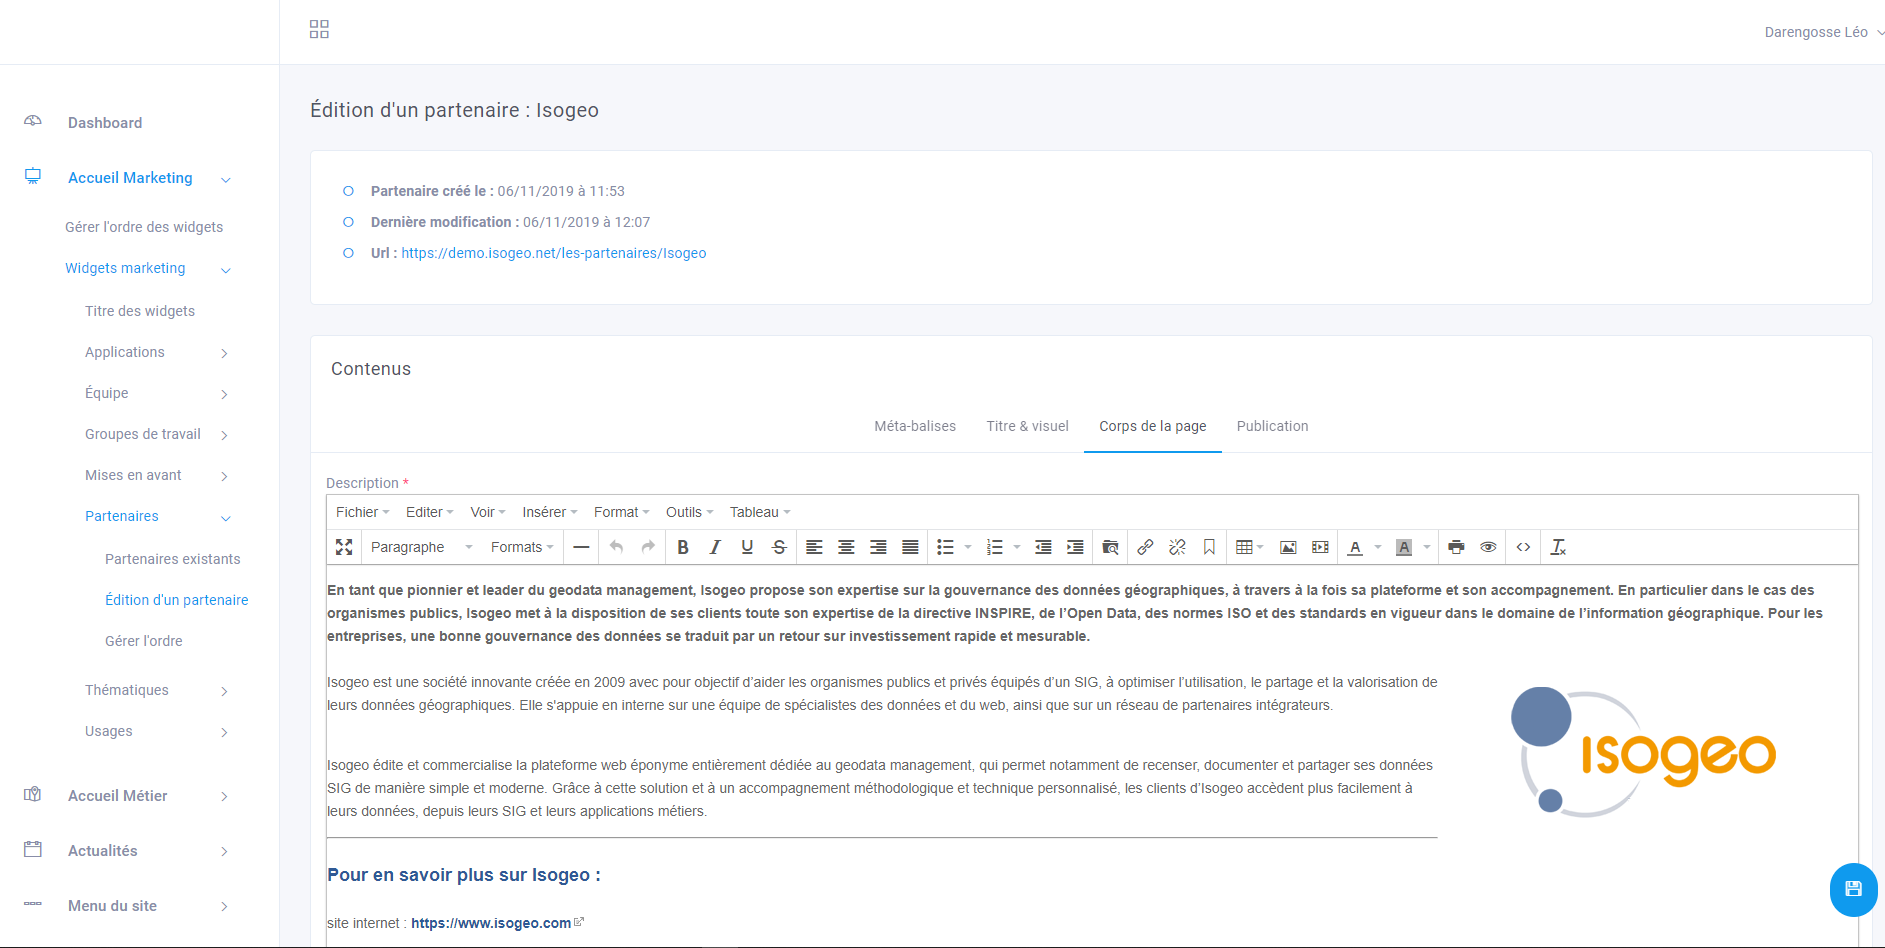 Darengosse Léo
Dashboard
Accueil Marketing
Gérer l'ordre des widgets
Widgets marketing
Titre des widgets
Applications
Équipe
Groupes de travail
Mises en avant
Partenaires
Partenaires existants
Édition d'un partenaire
Gérer l'ordre
Thématiques
Usages
Accueil Métier
Actualités
Menu du site
Édition d'un partenaire : Isogeo
Partenaire créé le : 06/11/2019 à 11:53
Dernière modification : 06/11/2019 à 12:07
Url : https://demo.isogeo.net/les-partenaires/Isogeo
Contenus
Méta-balises Titre & visuel Corps de la page Publication
Description *
Fichier Editer Voir Insérer Format Outils Tableau
Paragraphe Formats B I U S A A
En tant que pionnier et leader du geodata management, Isogeo propose son expertise sur la gouvernance des données géographiques, à travers à la fois sa plateforme et son accompagnement. En particulier dans le cas des
organismes publics, Isogeo met à la disposition de ses clients toute son expertise de la directive INSPIRE, de l’Open Data, des normes ISO et des standards en vigueur dans le domaine de l’information géographique. Pour les
entreprises, une bonne gouvernance des données se traduit par un retour sur investissement rapide et mesurable.
Isogeo est une société innovante créée en 2009 avec pour objectif d’aider les organismes publics et privés équipés d’un SIG, à optimiser l’utilisation, le partage et la valorisation de
leurs données géographiques. Elle s'appuie en interne sur une équipe de spécialistes des données et du web, ainsi que sur un réseau de partenaires intégrateurs.
Isogeo édite et commercialise la plateforme web éponyme entièrement dédiée au geodata management, qui permet notamment de recenser, documenter et partager ses données
SIG de manière simple et moderne. Grâce à cette solution et à un accompagnement méthodologique et technique personnalisé, les clients d’Isogeo accèdent plus facilement à
leurs données, depuis leurs SIG et leurs applications métiers.
Isogeo
Pour en savoir plus sur Isogeo :
site internet : https://www.isogeo.com